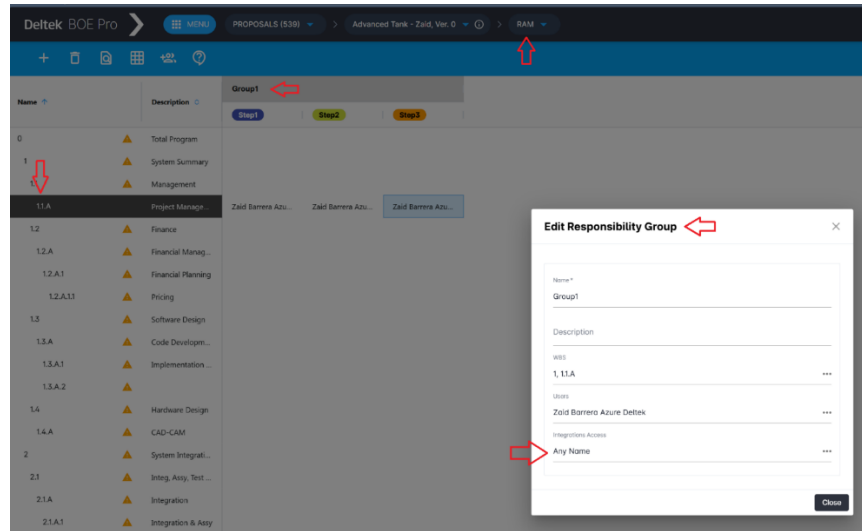 Deltek BOE Pro MENU PROPOSALS (539) > Advanced Tank - Zaid, Ver. 0 > RAM
Group1
Name Description
Step1 Step2 Step3
0 Total Program
1 System Summary
1.1 Management
1.1.A Project Manage... Zaid Barrera Azu... Zaid Barrera Azu... Zaid Barrera Azu...
1.2 Finance
1.2.A Financial Manag...
1.2.A.1 Financial Planning
1.2.A.1.1 Pricing
1.3 Software Design
1.3.A Code Developm...
1.3.A.1 Implementation ...
1.3.A.2
1.4 Hardware Design
1.4.A CAD-CAM
2 System Integrati...
2.1 Integ, Assy, Test ...
2.1.A Integration
2.1.A.1 Integration & Assy
Edit Responsibility Group
Name *
Group1
Description
WBS
1, 1.1.A
Users
Zaid Barrera Azure Deltek
Integrations Access
Any Name
Close